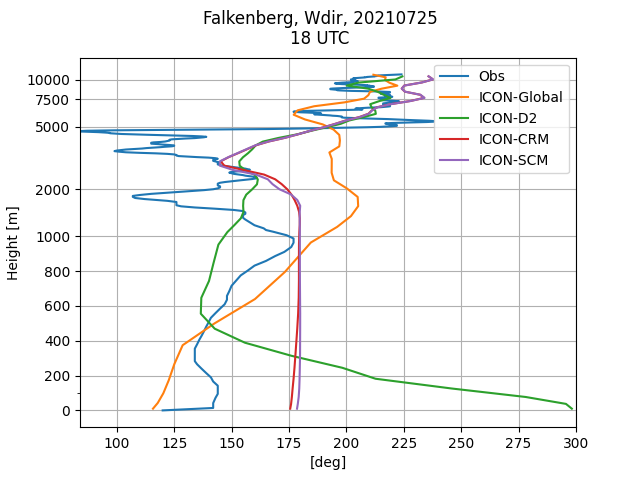 Falkenberg, Wdir, 20210725
18 UTC
Obs
ICON-Global
ICON-D2
ICON-CRM
ICON-SCM
Height [m]
10000
7500
5000
2000
1000
800
600
400
200
0
100 125 150 175 200 225 250 275 300
[deg]